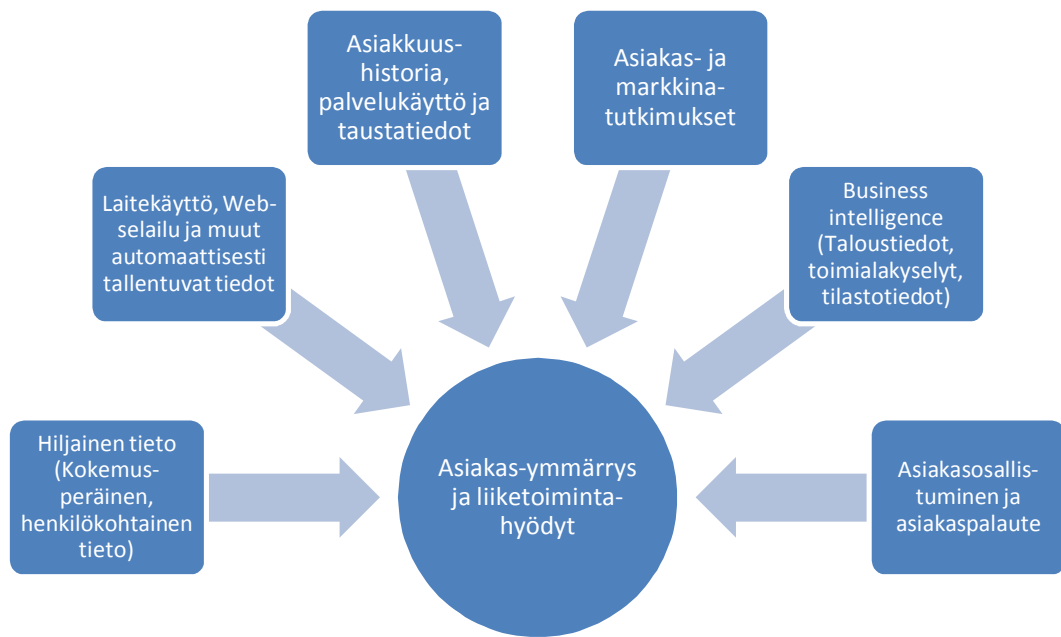 Asiakkuus-
historia,
palvelukäyttö ja
taustatiedot
Asiakas- ja
markkina-
tutkimukset
Laitekäyttö, Web-
selailu ja muut
automaattisesti
tallentuvat tiedot
Business
intelligence
(Taloustiedot,
toimialakyselyt,
tilastotiedot)
Hiljainen tieto
(Kokemus-
peräinen,
henkilökohtainen
tieto)
Asiakas-ymmärrys
ja liiketoiminta-
hyödyt
Asiakasosallis-
tuminen ja
asiakaspalaute